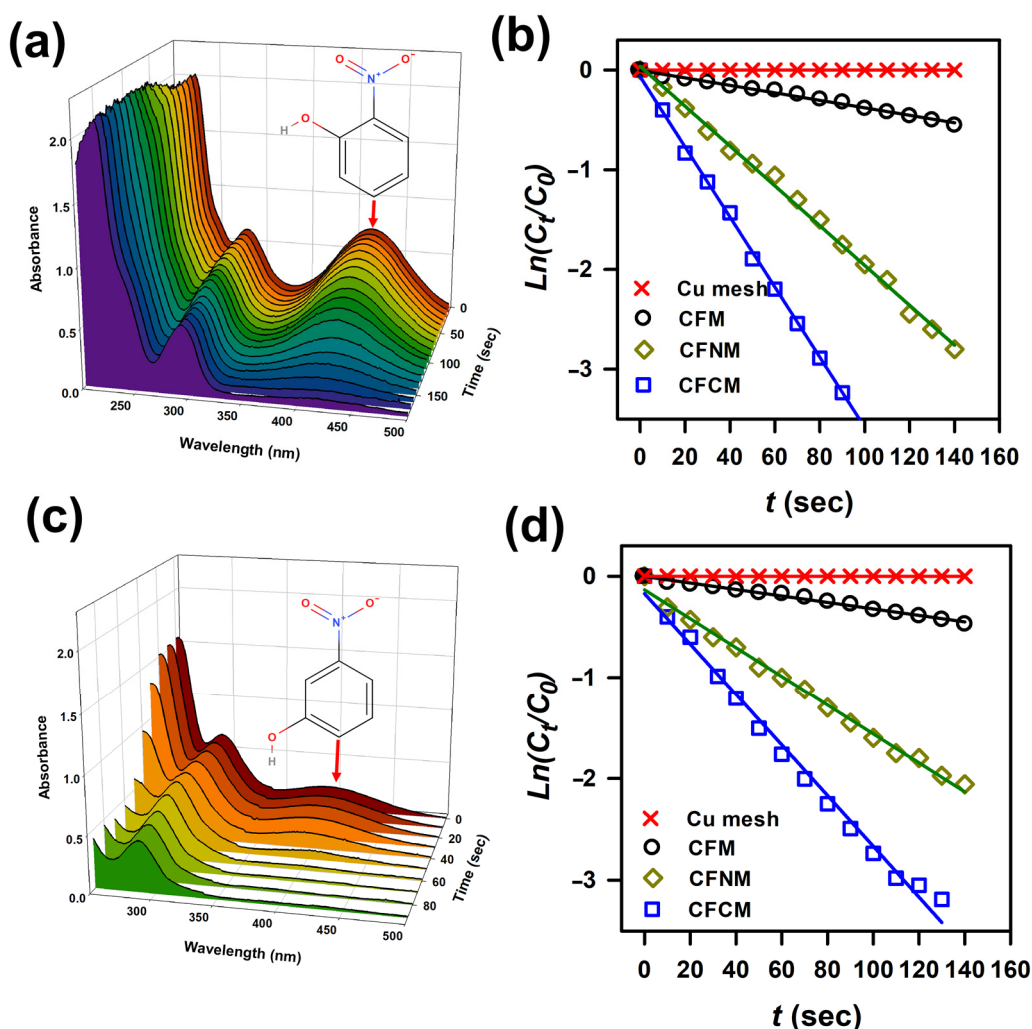 (a)
O
O−
N+
O
H
2.0
1.5
1.0
0.5
0.0
Absorbance
250
300
350
400
450
500
Wavelength (nm)
0
50
100
150
Time (sec)
(b)
0
−1
−2
−3
Ln(Ct/C0)
Cu mesh
CFM
CFNM
CFCM
0 20 40 60 80 100 120 140 160
t (sec)
(c)
O
O−
N+
O
H
2.0
1.5
1.0
0.5
0.0
Absorbance
300
350
400
450
500
Wavelength (nm)
0
20
40
60
80
Time (sec)
(d)
0
−1
−2
−3
Ln(Ct/C0)
Cu mesh
CFM
CFNM
CFCM
0 20 40 60 80 100 120 140 160
t (sec)